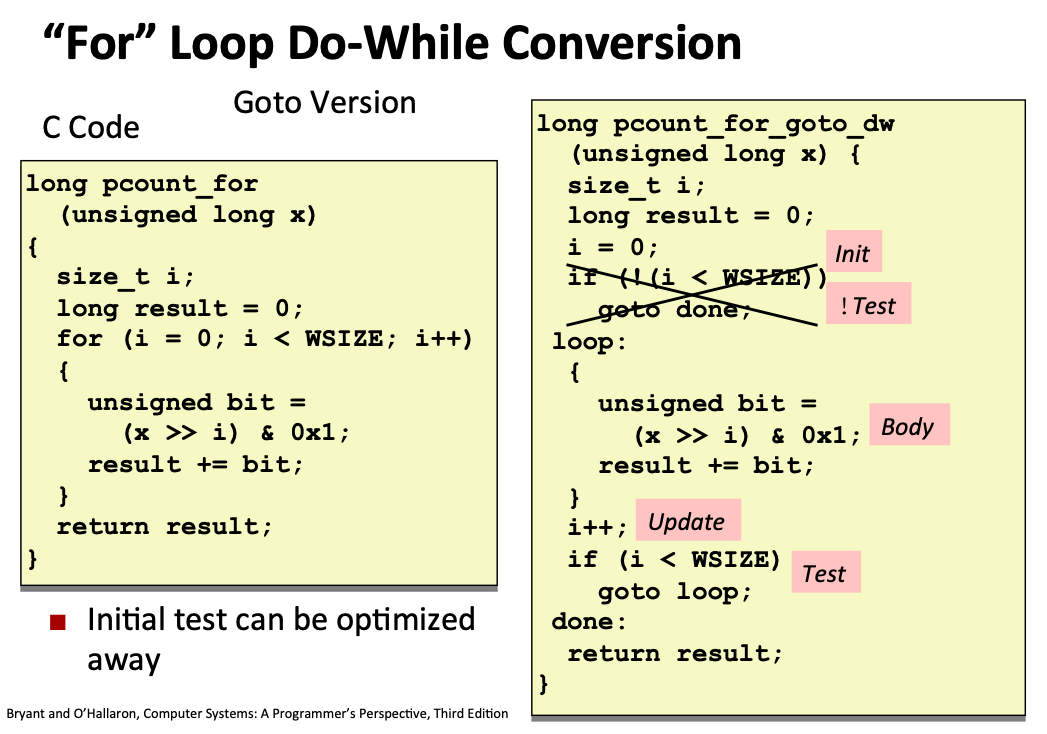 “For” Loop Do-While Conversion
Goto Version
C Code
long pcount_for
(unsigned long x)
{
size_t i;
long result = 0;
for (i = 0; i < WSIZE; i++)
{
unsigned bit =
(x >> i) & 0x1;
result += bit;
}
return result;
}
Initial test can be optimized
away
long pcount_for_goto_dw
(unsigned long x) {
size_t i;
long result = 0;
i = 0;
Init
if (!(i < WSIZE))
goto done;
! Test
loop:
{
unsigned bit =
(x >> i) & 0x1;
Body
result += bit;
}
i++;
Update
if (i < WSIZE)
Test
goto loop;
done:
return result;
}
Bryant and O’Hallaron, Computer Systems: A Programmer’s Perspective, Third Edition